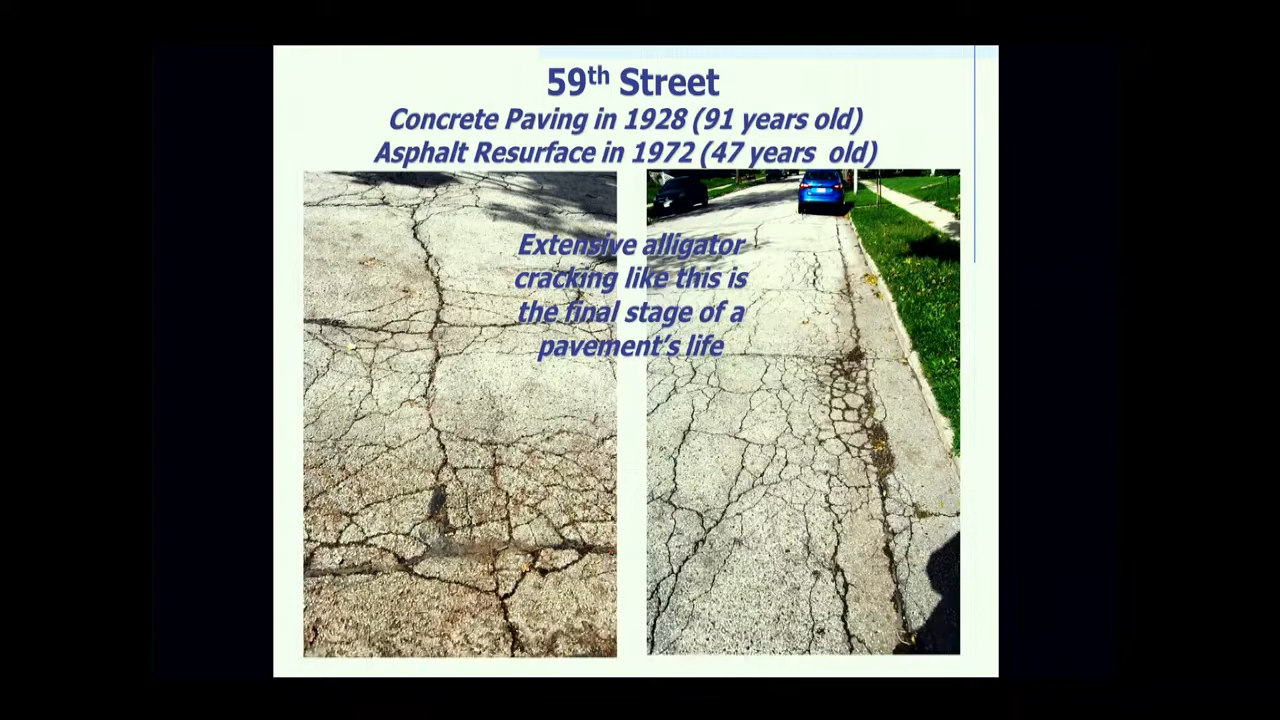 59th Street
Concrete Paving in 1928 (91 years old)
Asphalt Resurface in 1972 (47 years old)
Extensive alligator
cracking like this is
the final stage of a
pavement's life